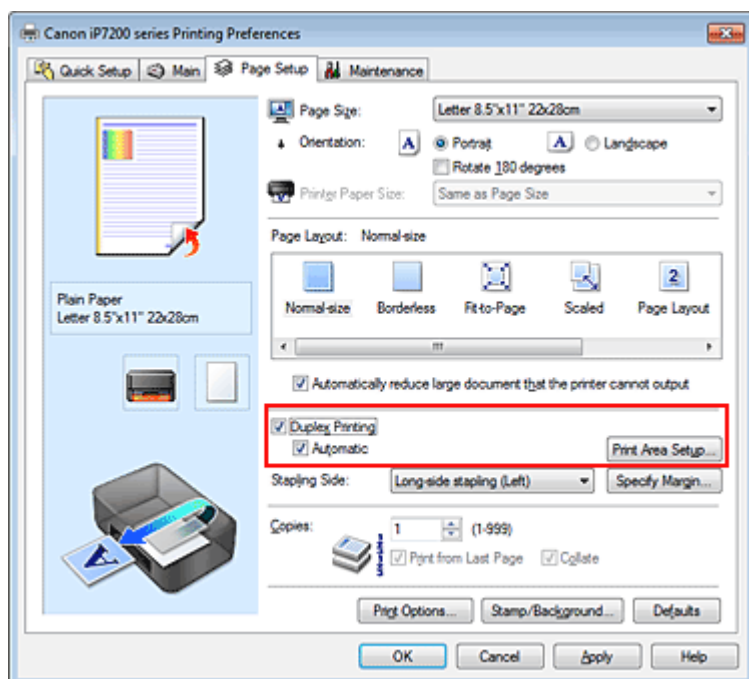 Canon iP7200 series Printing Preferences
Quick Setup Main Page Setup Maintenance
Page Size: Letter 8.5"x11" 22x28cm
Orientation: A Portrait A Landscape
Rotate 180 degrees
Printer Paper Size: Same as Page Size
Page Layout: Normal-size
2
Normal-size Borderless Fit-to-Page Scaled Page Layout
Plain Paper
Letter 8.5"x11" 22x28cm
Automatically reduce large document that the printer cannot output
Duplex Printing
Automatic Print Area Setup...
Stapling Side: Long-side stapling (Left) Specify Margin...
Copies: 1 (1-999)
Print from Last Page Collate
A
Print Options... Stamp/Background... Defaults
OK Cancel Apply Help